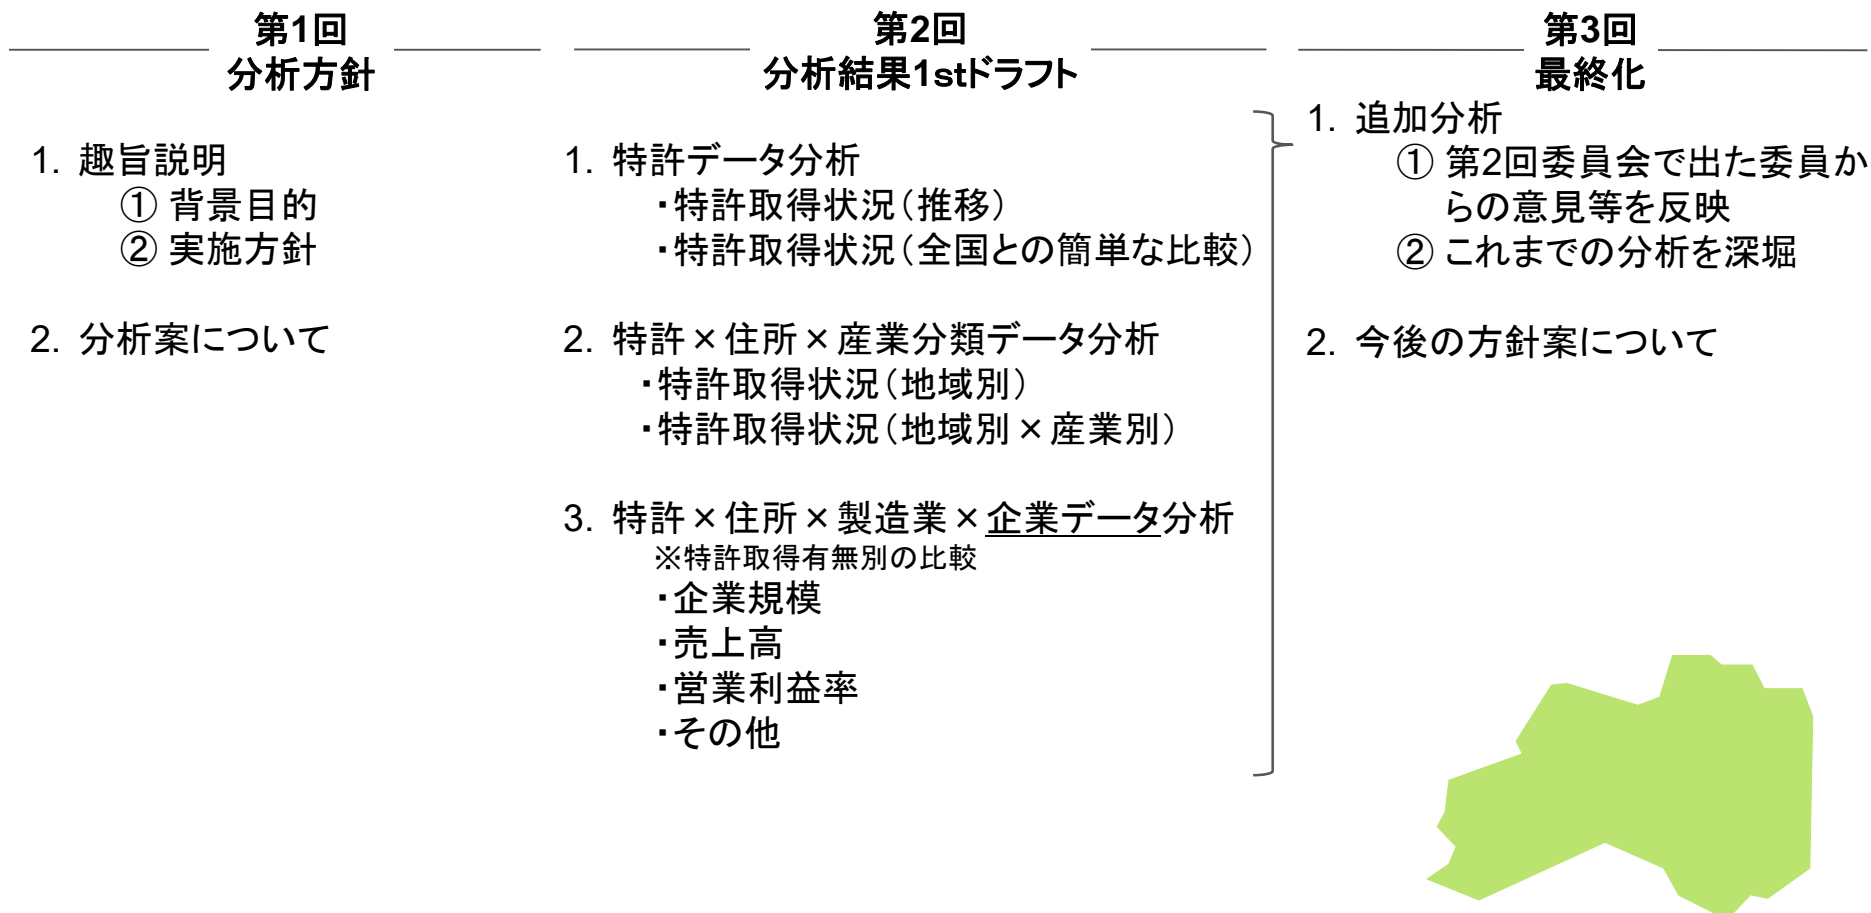 第1回
分析方針
1. 趣旨説明
① 背景目的
② 実施方針
2. 分析案について
第2回
分析結果1stドラフト
1. 特許データ分析
・特許取得状況（推移）
・特許取得状況（全国との簡単な比較）
2. 特許×住所×産業分類データ分析
・特許取得状況（地域別）
・特許取得状況（地域別×産業別）
3. 特許×住所×製造業×企業データ分析
※特許取得有無別の比較
・企業規模
・売上高
・営業利益率
・その他
第3回
最終化
1. 追加分析
① 第2回委員会で出た委員か
らの意見等を反映
② これまでの分析を深堀
2. 今後の方針案について